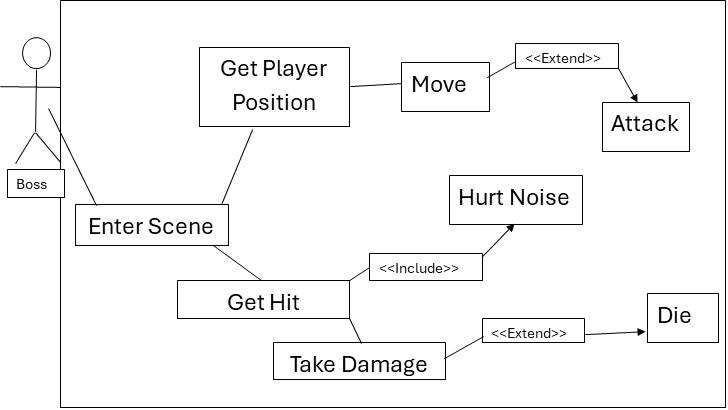 Get Player
Position
Move
<<Extend>>
Attack
Boss
Enter Scene
Hurt Noise
<<Include>>
Get Hit
Take Damage
<<Extend>>
Die